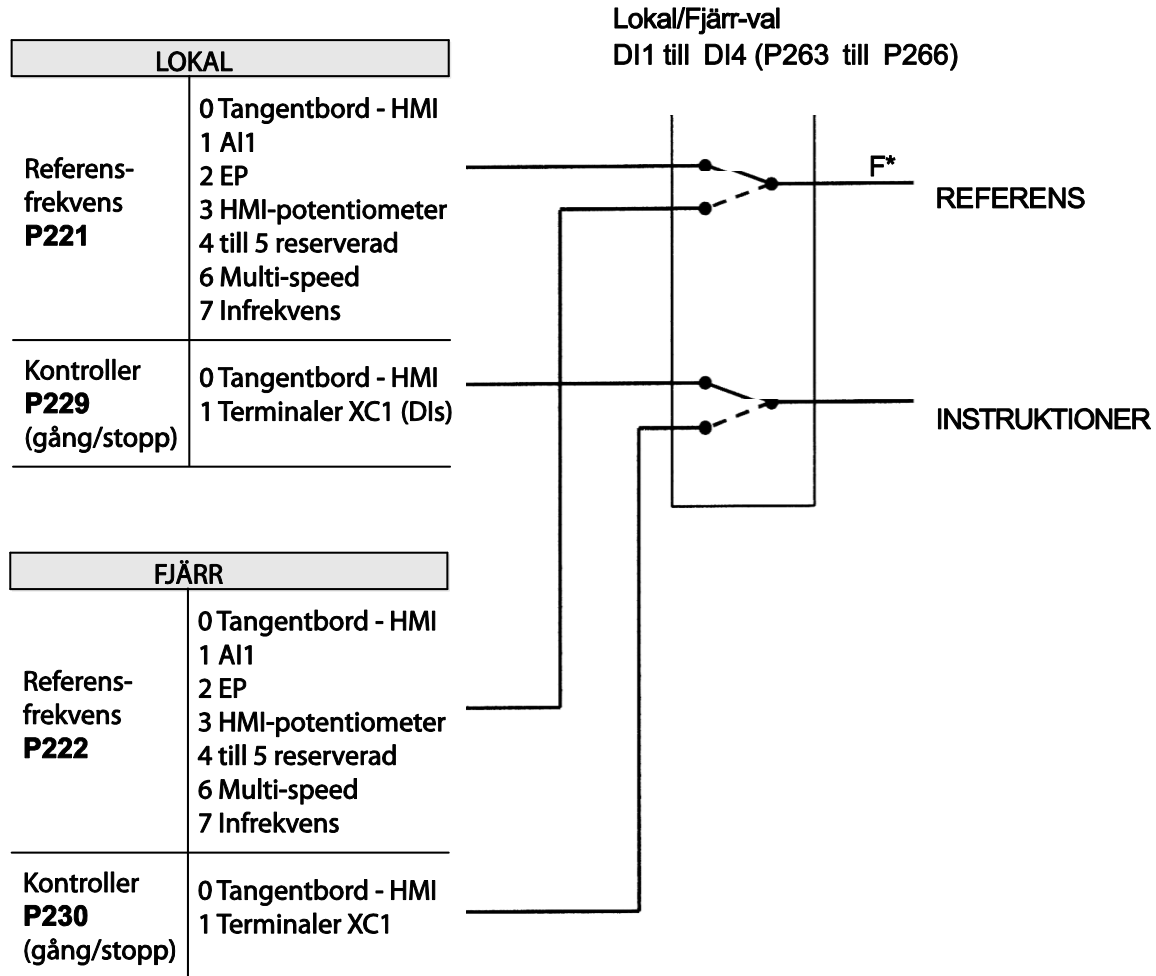 Lokal/Fjärr-val
DI1 till DI4 (P263 till P266)
LOKAL
Referens-
frekvens
P221
0 Tangentbord - HMI
1 AI1
2 EP
3 HMI-potentiometer
4 till 5 reserverad
6 Multi-speed
7 Infrekvens
Kontroller
P229
(gång/stopp)
0 Tangentbord - HMI
1 Terminaler XC1 (DIs)
F*
REFERENS
INSTRUKTIONER
FJÄRR
Referens-
frekvens
P222
0 Tangentbord - HMI
1 AI1
2 EP
3 HMI-potentiometer
4 till 5 reserverad
6 Multi-speed
7 Infrekvens
Kontroller
P230
(gång/stopp)
0 Tangentbord - HMI
1 Terminaler XC1